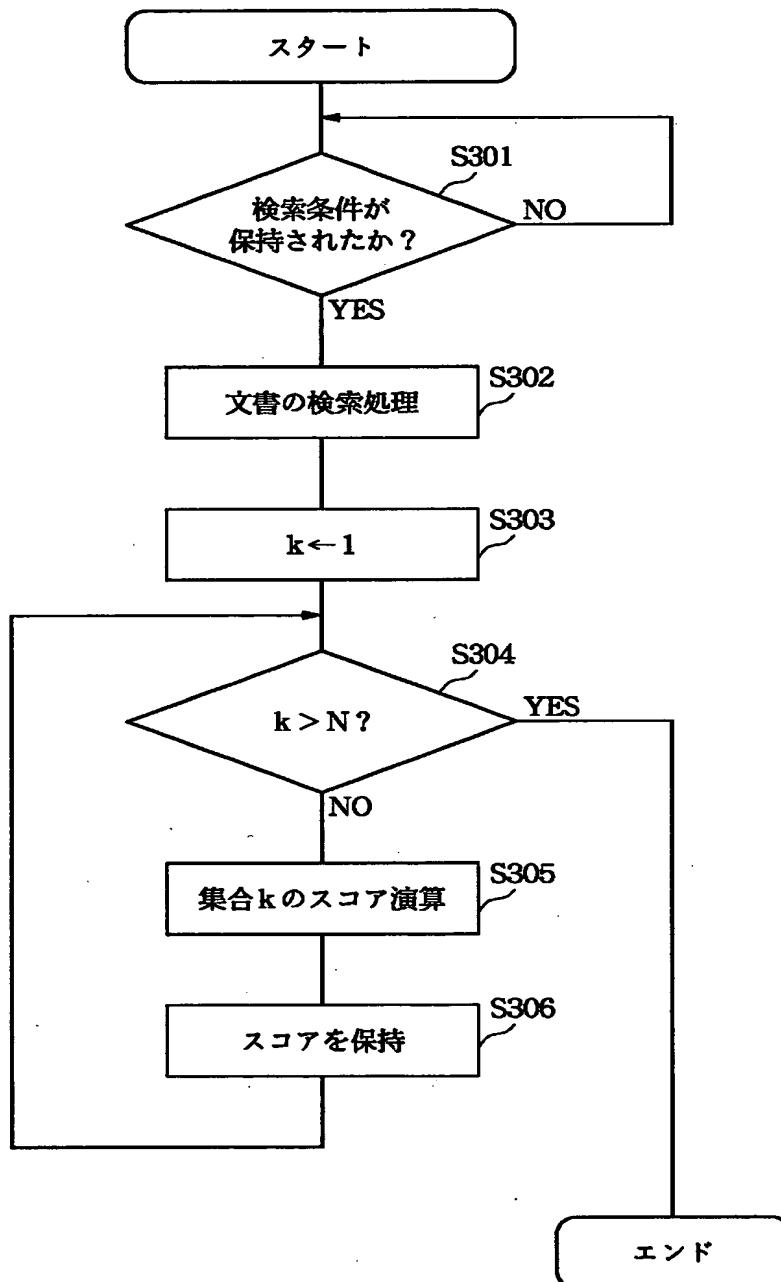 スタート
S301
検索条件が
保持されたか？
NO
YES
S302
文書の検索処理
S303
k←1
S304
k＞N？
YES
NO
S305
集合kのスコア演算
S306
スコアを保持
エンド